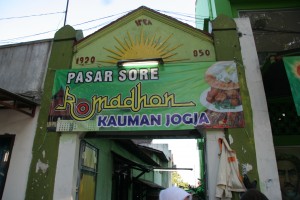 1920 850
PASAR SORE
Romadhon
KAUMAN JOGJA